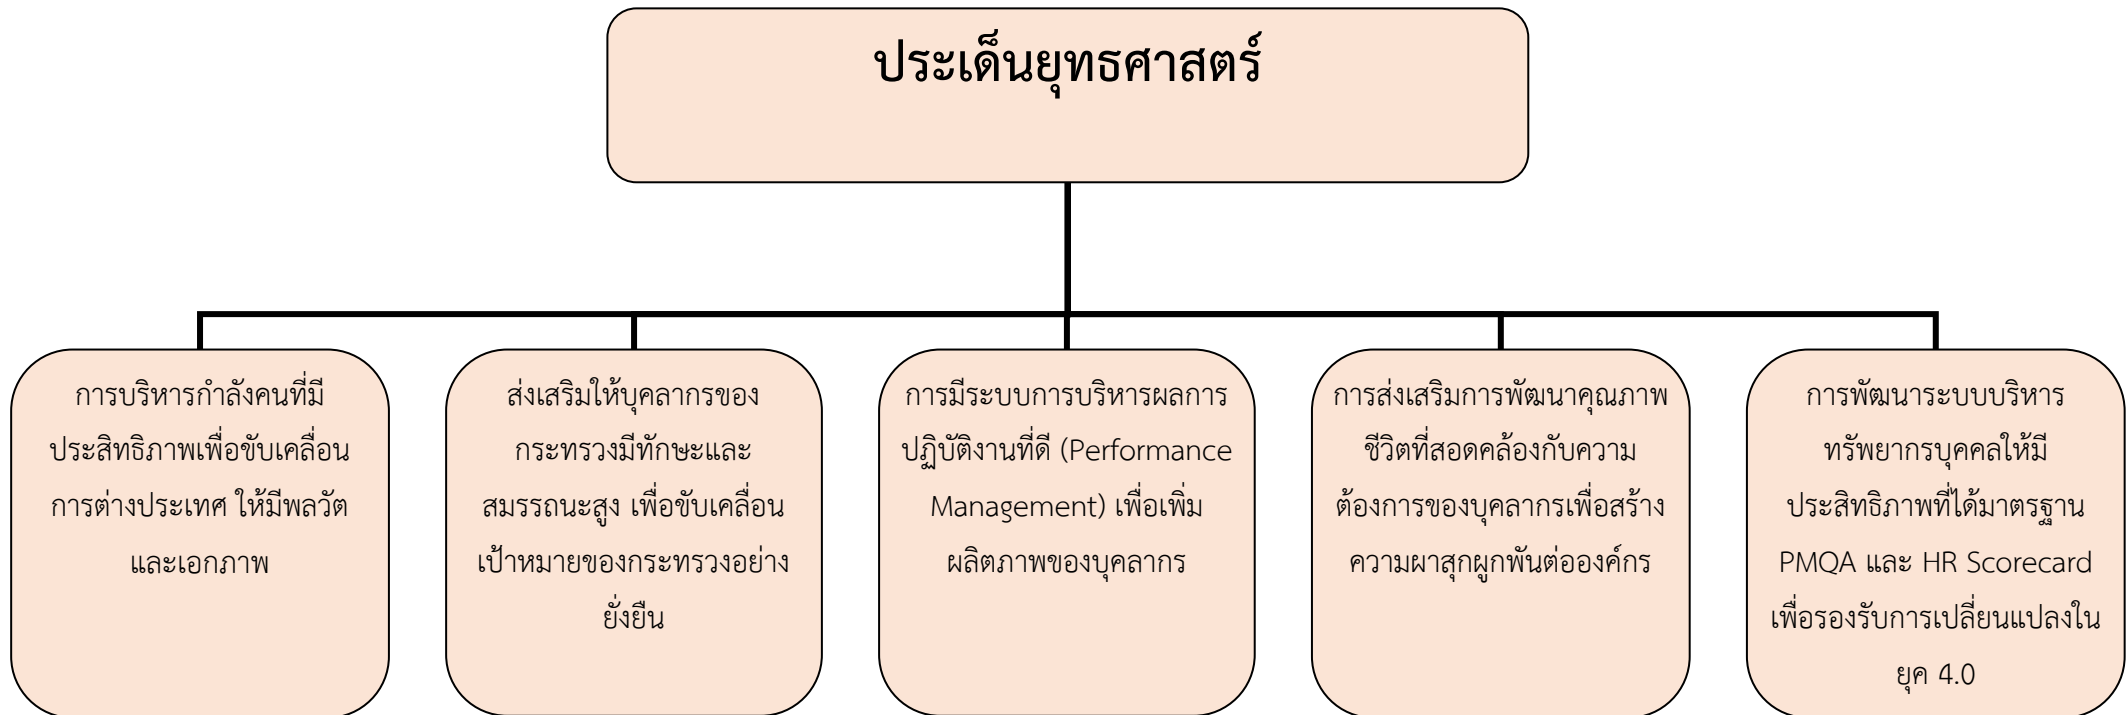 ประเด็นยุทธศาสตร์
การบริหารกำลังคนที่มี
ประสิทธิภาพเพื่อขับเคลื่อน
การต่างประเทศ ให้มีพลวัต
และเอกภาพ
ส่งเสริมให้บุคลากรของ
กระทรวงมีทักษะและ
สมรรถนะสูง เพื่อขับเคลื่อน
เป้าหมายของกระทรวงอย่าง
ยั่งยืน
การมีระบบการบริหารผลการ
ปฏิบัติงานที่ดี (Performance
Management) เพื่อเพิ่ม
ผลิตภาพของบุคลากร
การส่งเสริมการพัฒนาคุณภาพ
ชีวิตที่สอดคล้องกับความ
ต้องการของบุคลากรเพื่อสร้าง
ความผาสุกผูกพันต่อองค์กร
การพัฒนาระบบบริหาร
ทรัพยากรบุคคลให้มี
ประสิทธิภาพที่ได้มาตรฐาน
PMQA และ HR Scorecard
เพื่อรองรับการเปลี่ยนแปลงใน
ยุค 4.0